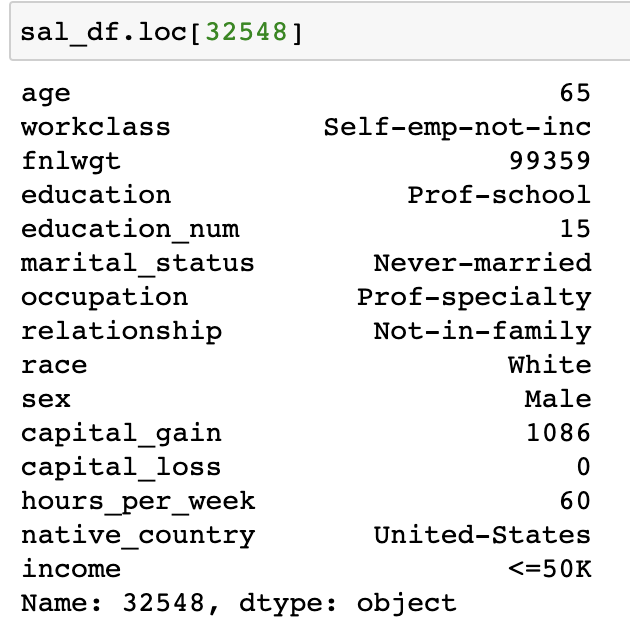 sal_df.loc[32548]
age 65
workclass Self-emp-not-inc
fnlwgt 99359
education Prof-school
education_num 15
marital_status Never-married
occupation Prof-specialty
relationship Not-in-family
race White
sex Male
capital_gain 1086
capital_loss 0
hours_per_week 60
native_country United-States
income <=50K
Name: 32548, dtype: object